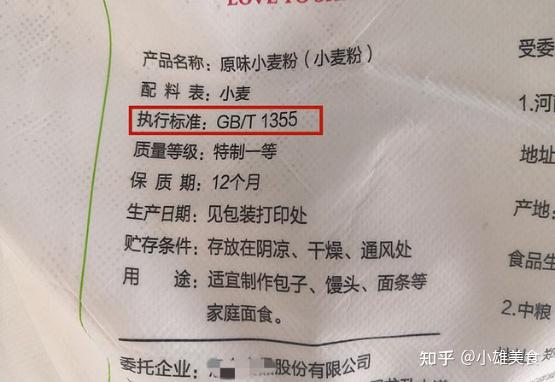 LOVE TO
产品名称：原味小麦粉（小麦粉）
配料表：小麦
执行标准：GB/T 1355
质量等级：特制一等
保质期：12个月
生产日期：见包装打印处
贮存条件：存放在阴凉、干燥、通风处
用途：适宜制作包子、馒头、面条等
家庭面食。
委托企业：
股份有限公司
受委
1.河
地址
产地：
食品生
2.中粮
知乎 @小雄美食